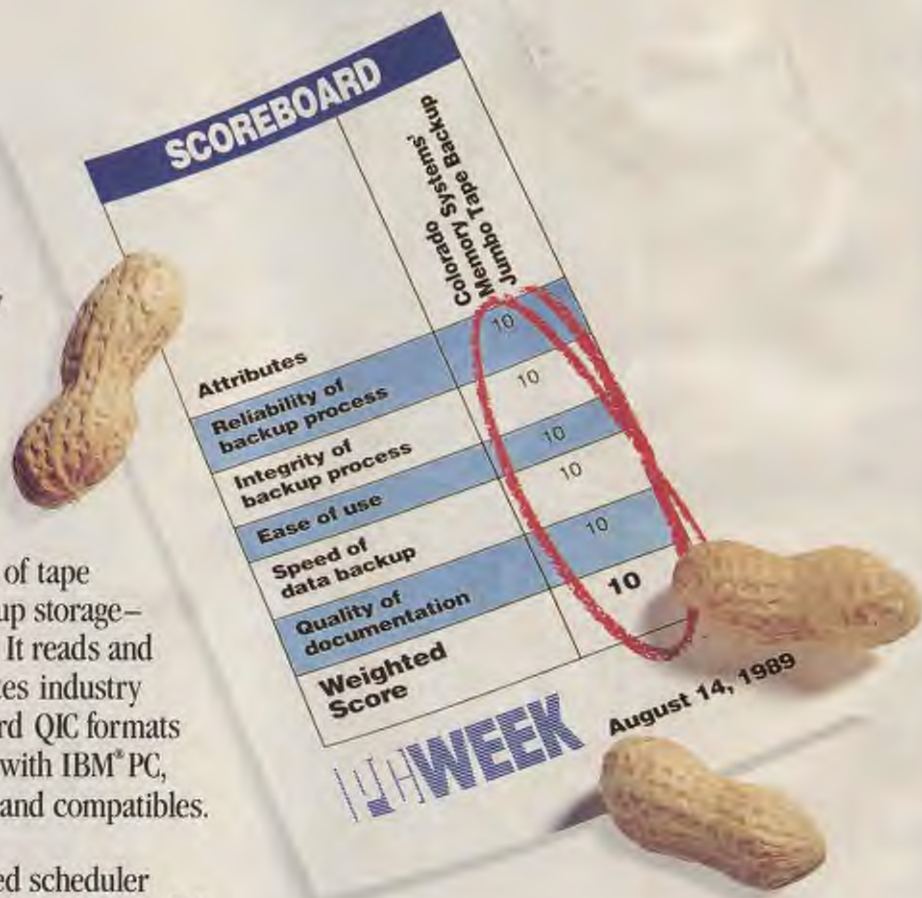 SCOREBOARD
Colorado
Memory Systems'
Jumbo Tape Backup
Attributes
Reliability of
backup process
10
Integrity of
backup process
10
Ease of use
10
Speed of
data backup
10
Quality of
documentation
10
Weighted
Score
10
WEEK
August 14, 1989
of tape
up storage–
It reads and
tes industry
rd QIC formats
with IBM® PC,
and compatibles.
ed scheduler